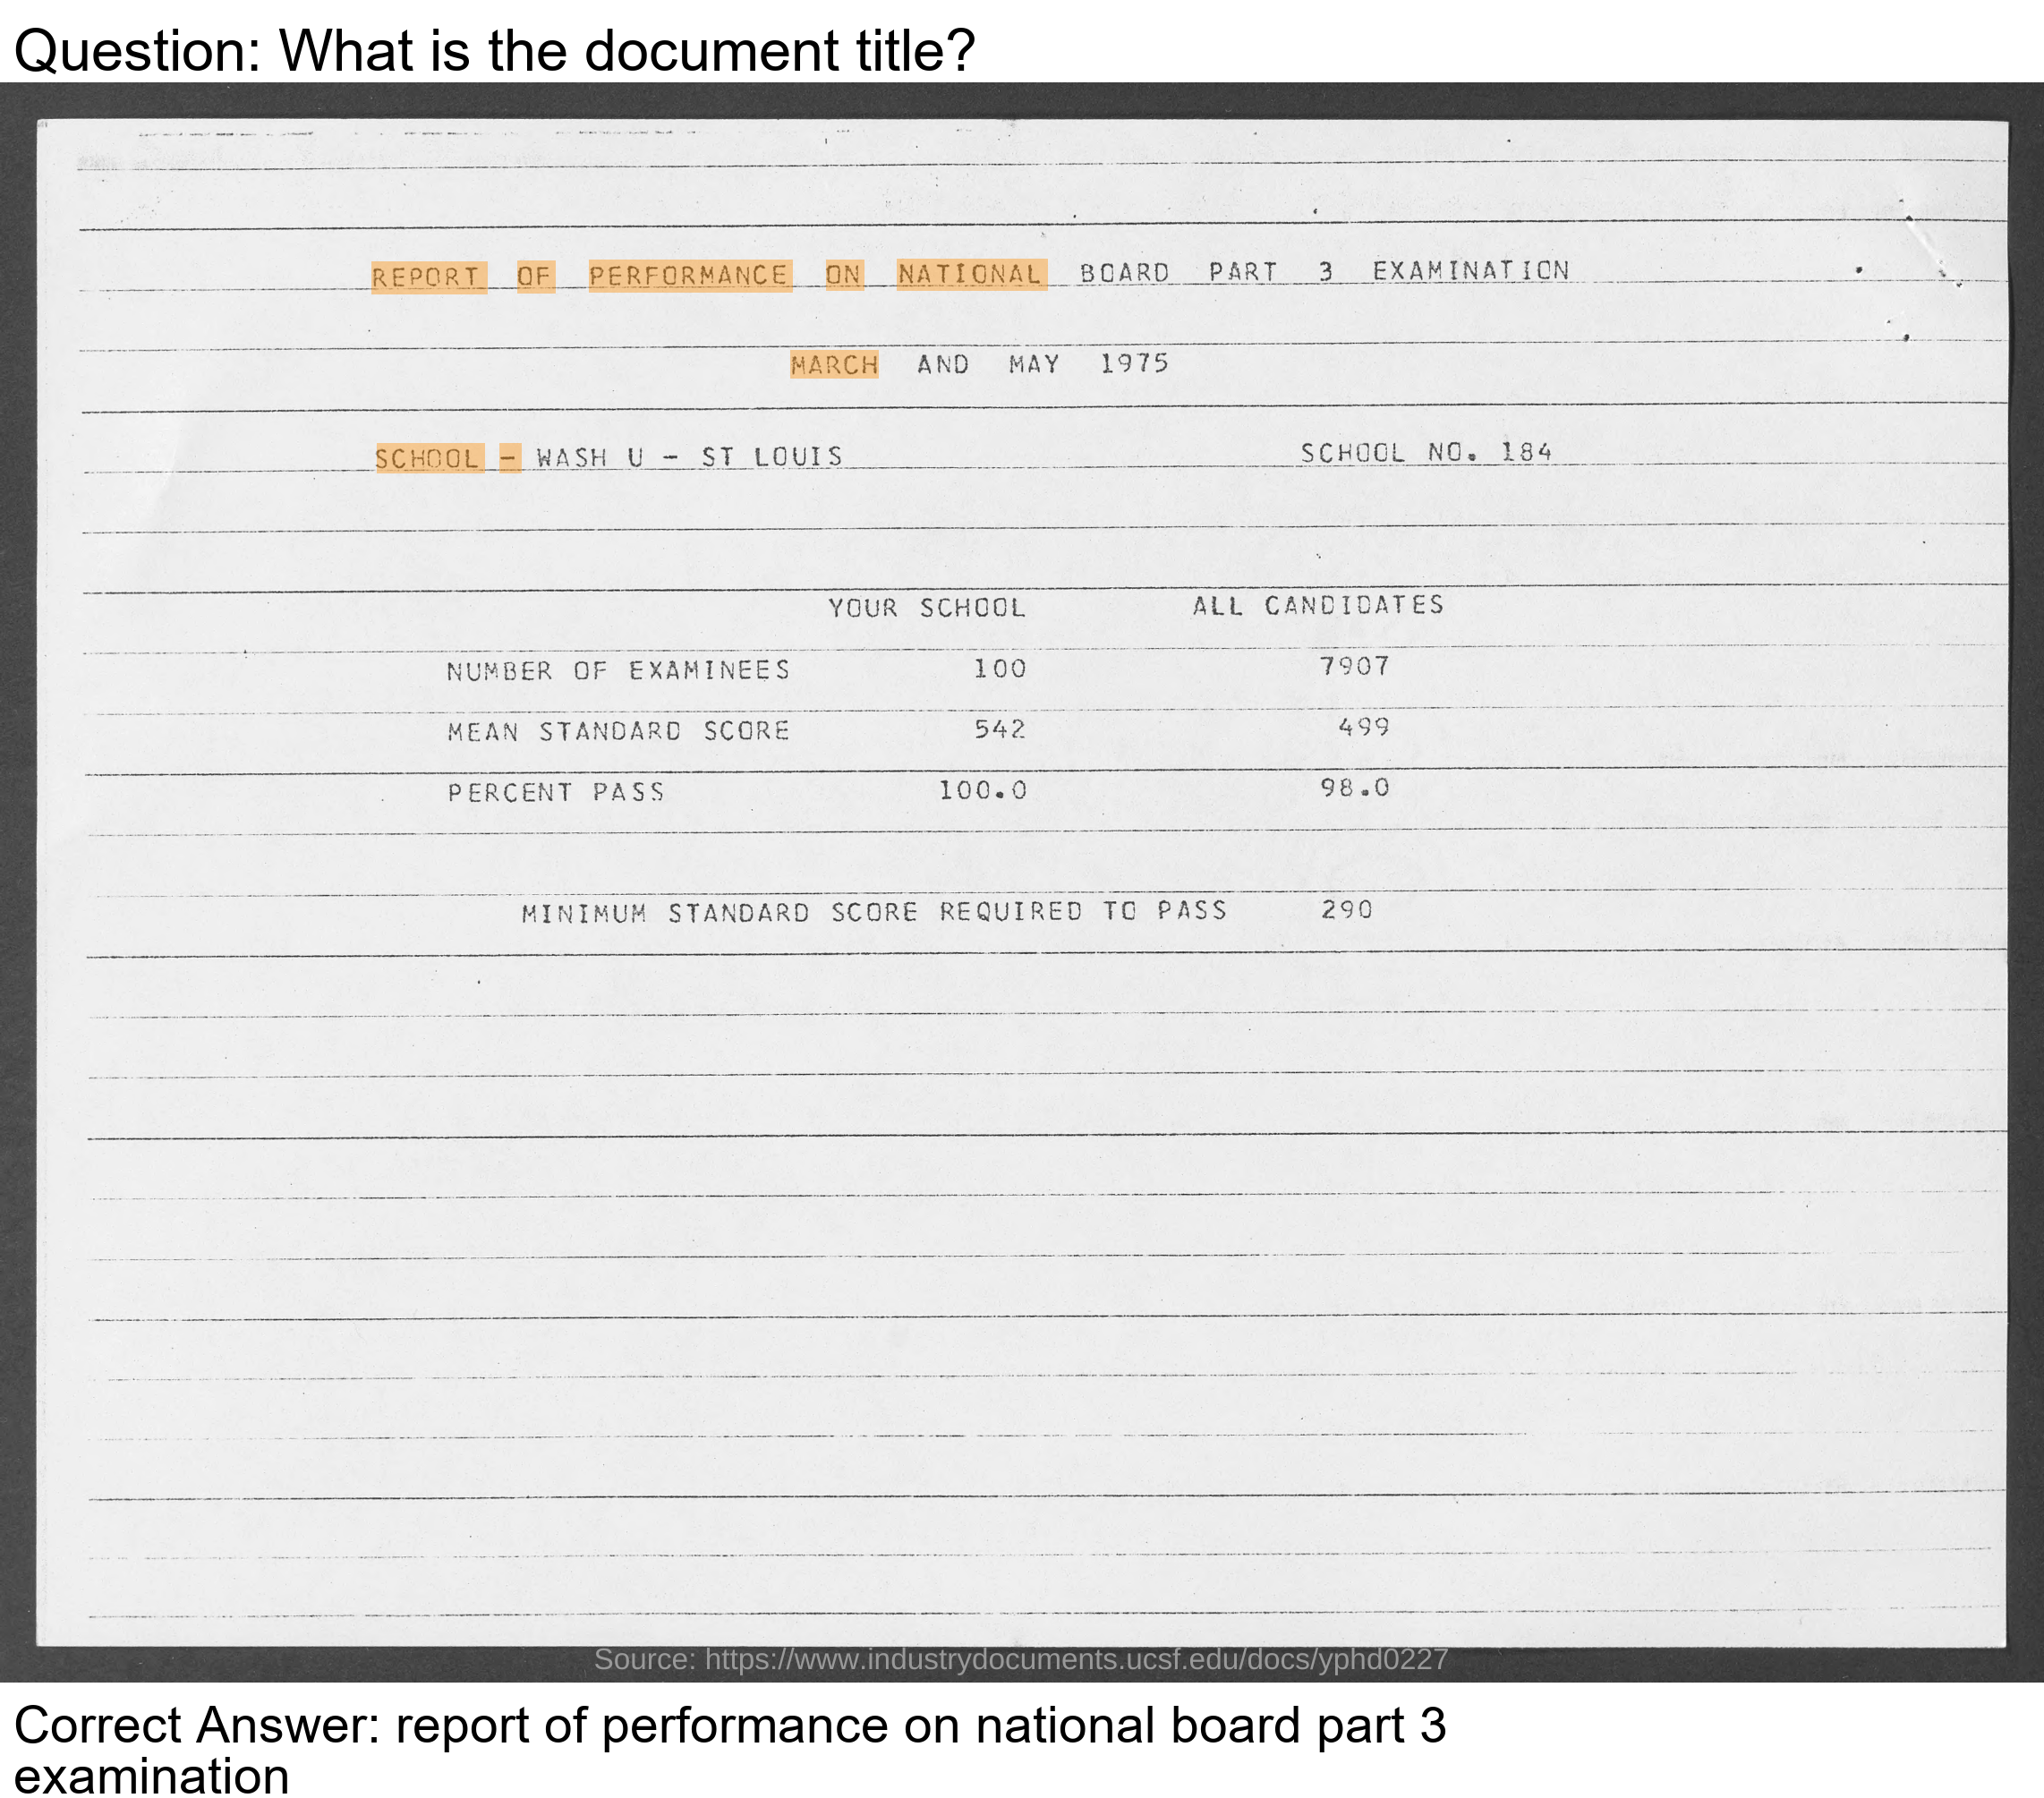 Question: What is the document title?
REPORT OF PERFORMANCE ON NATIONAL BOARD PART 3 EXAMINATION
MARCH AND MAY 1975
SCHOOL - WASH U - ST LOUIS SCHOOL NO. 184
YOUR SCHOOL ALL CANDIDATES
NUMBER OF EXAMINEES 100 7907
MEAN STANDARD SCORE 542 499
PERCENT PASS 100.0 98.0
MINIMUM STANDARD SCORE REQUIRED TO PASS 290
Source: https://www.industrydocuments.ucsf.edu/docs/yphd0227
Correct Answer: report of performance on national board part 3
examination